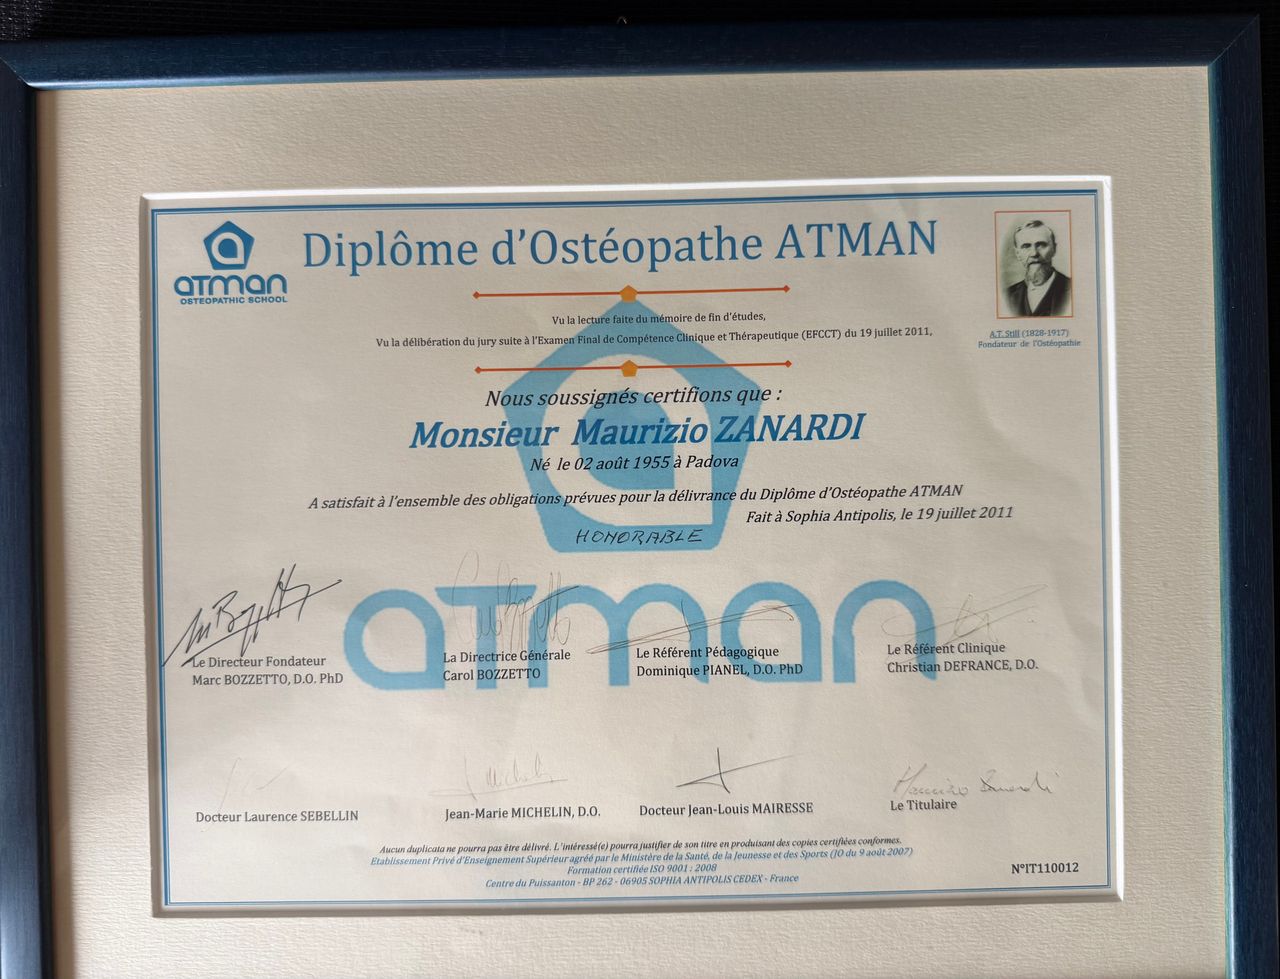 ATMAN
OSTEOPATHIC SCHOOL
Diplôme d'Ostéopathe ATMAN
A.T. Still (1828-1917)
Fondateur de l'Ostéopathie
Vu la lecture faite du mémoire de fin d'études,
Vu la délibération du jury suite à l'Examen Final de Compétence Clinique et Thérapeutique (EFCCT) du 19 juillet 2011,
Nous soussignés certifions que :
Monsieur Maurizio ZANARDI
Né le 02 août 1955 à Padova
A satisfait à l'ensemble des obligations prévues pour la délivrance du Diplôme d'Ostéopathe ATMAN
Fait à Sophia Antipolis, le 19 juillet 2011
HONORABLE
ATMAN
Le Directeur Fondateur
Marc BOZZETTO, D.O. PhD
La Directrice Générale
Carol BOZZETTO
Le Référent Pédagogique
Dominique PIANEL, D.O. PhD
Le Référent Clinique
Christian DEFRANCE, D.O.
Docteur Laurence SEBELLIN
Jean-Marie MICHELIN, D.O.
Docteur Jean-Louis MAIRESSE
Maurizio Zanardi
Le Titulaire
Aucun duplicata ne pourra pas être délivré. L'intéressé(e) pourra justifier de son titre en produisant des copies certifiées conformes.
Etablissement Privé d'Enseignement Supérieur agréé par le Ministère de la Santé, de la Jeunesse et des Sports (JO du 9 août 2007)
Formation certifiée ISO 9001 : 2008
Centre du Puissanton - BP 262 - 06905 SOPHIA ANTIPOLIS CEDEX - France
N°IT110012